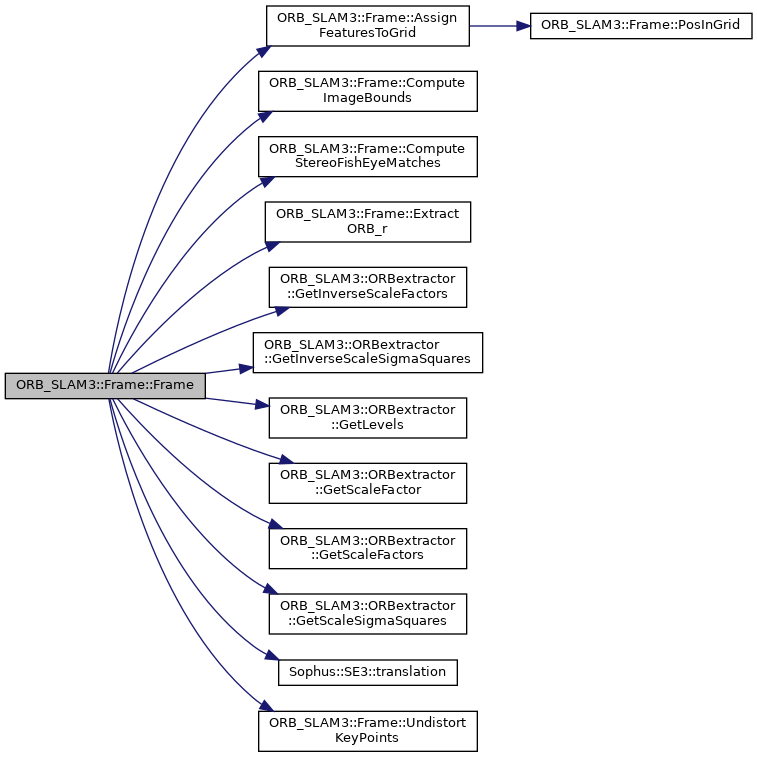 ORB_SLAM3::Frame::Assign
FeaturesToGrid
ORB_SLAM3::Frame::PosInGrid
ORB_SLAM3::Frame::Compute
ImageBounds
ORB_SLAM3::Frame::Compute
StereoFishEyeMatches
ORB_SLAM3::Frame::Extract
ORB_r
ORB_SLAM3::ORBextractor
::GetInverseScaleFactors
ORB_SLAM3::ORBextractor
::GetInverseScaleSigmaSquares
ORB_SLAM3::Frame::Frame
ORB_SLAM3::ORBextractor
::GetLevels
ORB_SLAM3::ORBextractor
::GetScaleFactor
ORB_SLAM3::ORBextractor
::GetScaleFactors
ORB_SLAM3::ORBextractor
::GetScaleSigmaSquares
Sophus::SE3::translation
ORB_SLAM3::Frame::Undistort
KeyPoints